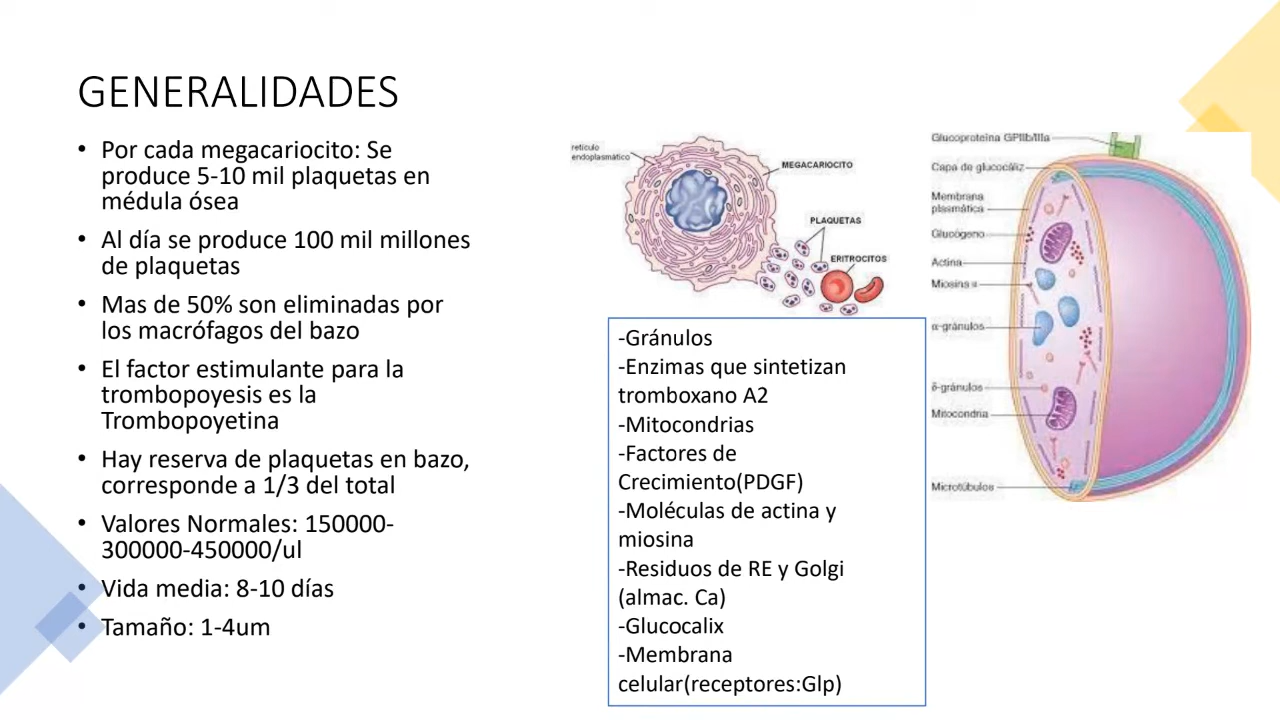 GENERALIDADES
• Por cada megacariocito: Se
produce 5-10 mil plaquetas en
médula ósea
• Al día se produce 100 mil millones
de plaquetas
• Mas de 50% son eliminadas por
los macrófagos del bazo
• El factor estimulante para la
trombopoyesis es la
Trombopoyetina
• Hay reserva de plaquetas en bazo,
corresponde a 1/3 del total
• Valores Normales: 150000-
300000-450000/ul
• Vida media: 8-10 días
• Tamaño: 1-4um
retículo
endoplasmático
MEGACARIOCITO
PLAQUETAS
ERITROCITOS
-Gránulos
-Enzimas que sintetizan
tromboxano A2
-Mitocondrias
-Factores de
Crecimiento(PDGF)
-Moléculas de actina y
miosina
-Residuos de RE y Golgi
(almac. Ca)
-Glucocalix
-Membrana
celular(receptores:Glp)
Glucoproteína GPIIb/IIIa
Capa de glucocáliz
Membrana
plasmática
Glucógeno
Actina
Miosina
α-gránulos
δ-gránulos
Mitocondria
Microtúbulos